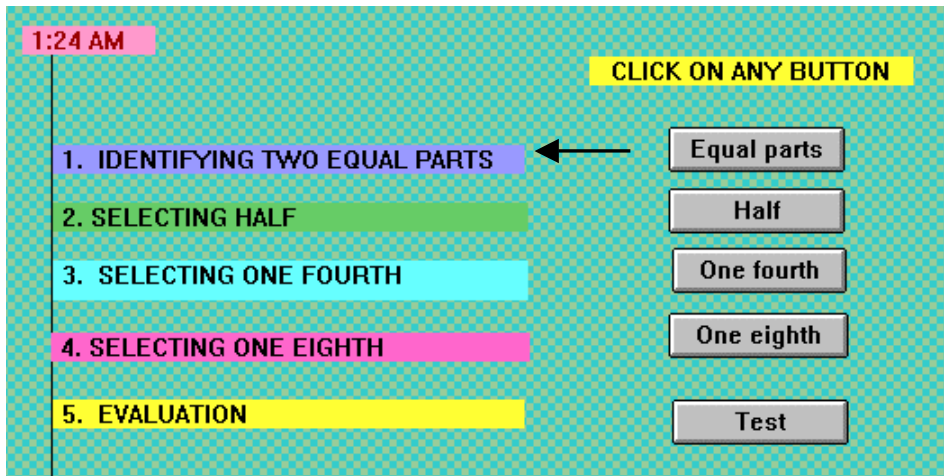 1:24 AM
CLICK ON ANY BUTTON
1. IDENTIFYING TWO EQUAL PARTS
Equal parts
2. SELECTING HALF
Half
3. SELECTING ONE FOURTH
One fourth
4. SELECTING ONE EIGHTH
One eighth
5. EVALUATION
Test